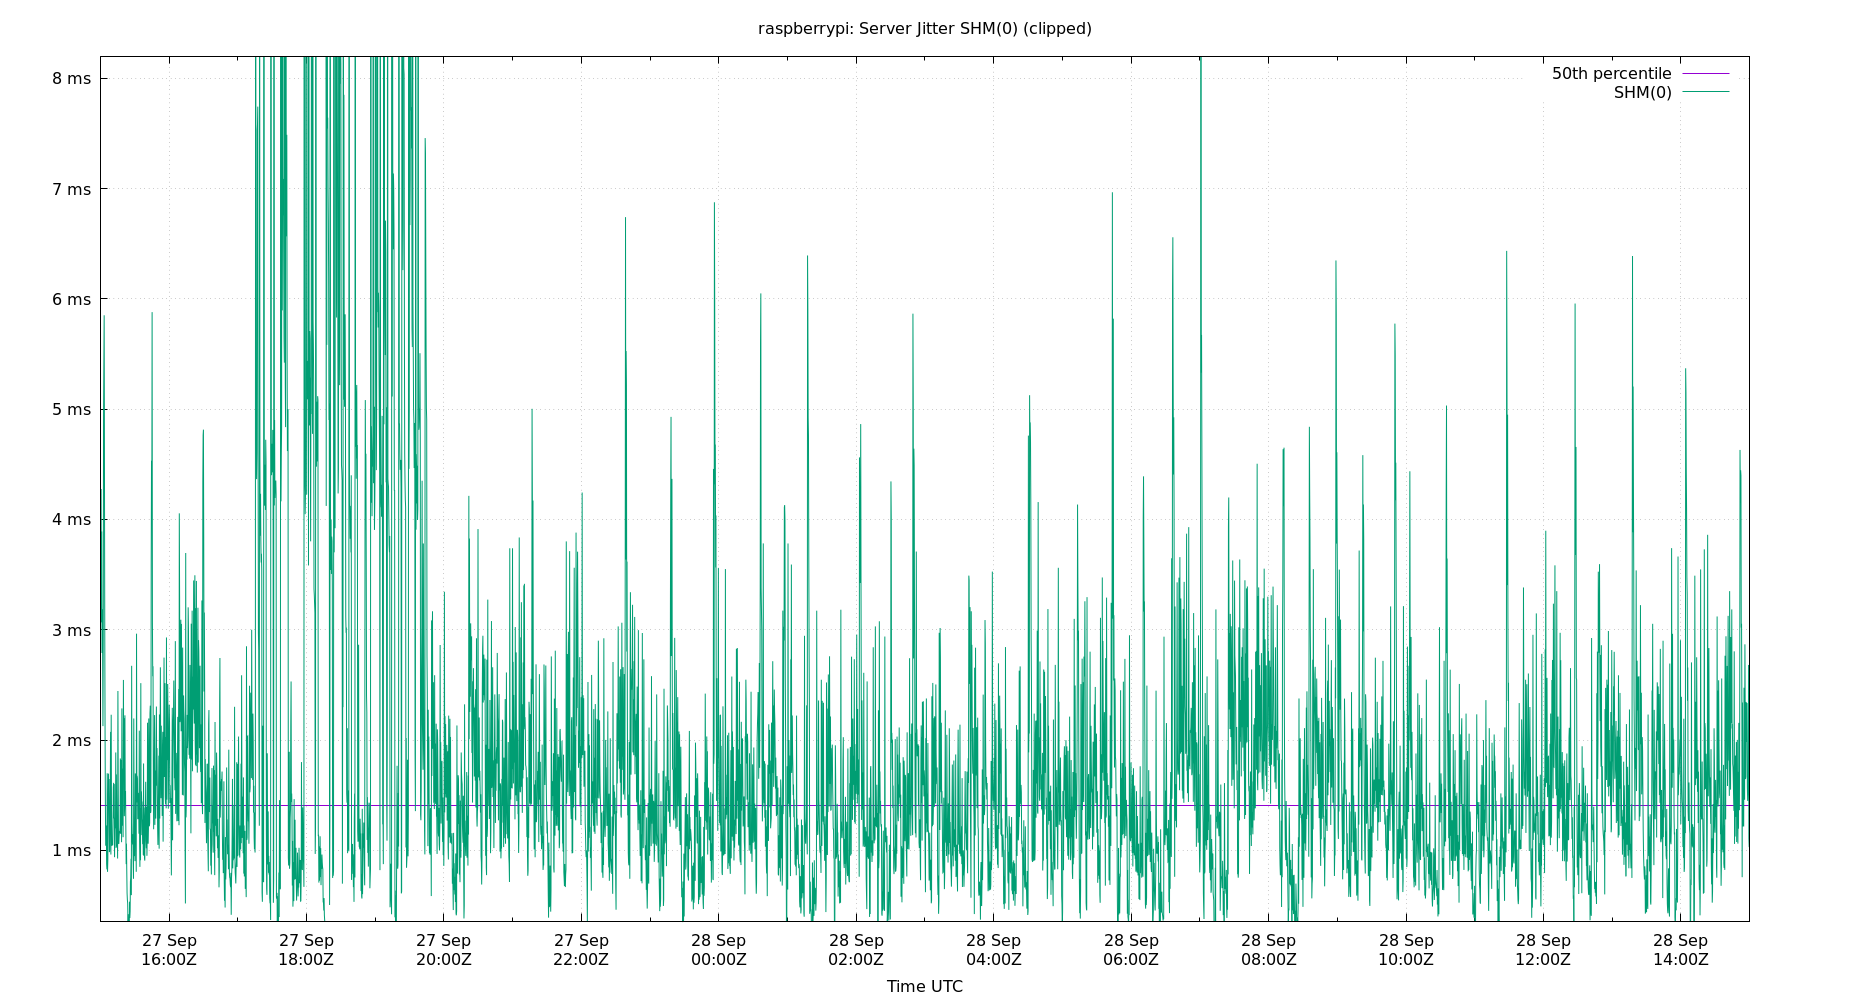 raspberrypi: Server Jitter SHM(0) (clipped)
50th percentile
SHM(0)
8 ms
7 ms
6 ms
5 ms
4 ms
3 ms
2 ms
1 ms
27 Sep 27 Sep 27 Sep 27 Sep 28 Sep 28 Sep 28 Sep 28 Sep 28 Sep 28 Sep 28 Sep 28 Sep
16:00Z 18:00Z 20:00Z 22:00Z 00:00Z 02:00Z 04:00Z 06:00Z 08:00Z 10:00Z 12:00Z 14:00Z
Time UTC